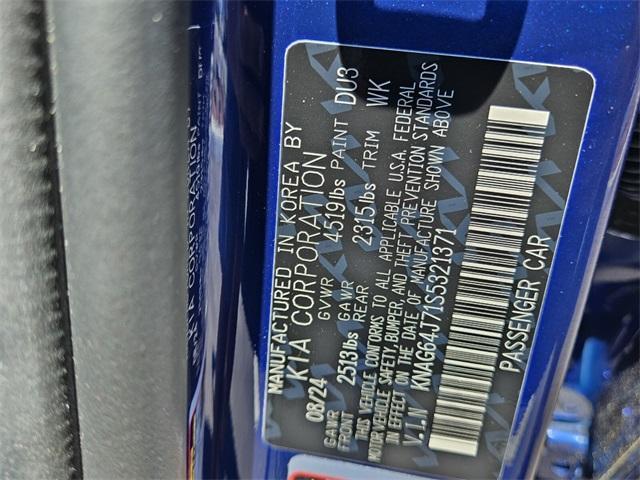 MANUFACTURED IN KOREA BY
KIA CORPORATION
08/24 GVWR 4519lbs PAINT DU3
GAWR FRONT 2513lbs GAWR REAR 2315lbs TRIM WK
THIS VEHICLE CONFORMS TO ALL APPLICABLE U.S.A. FEDERAL
MOTOR VEHICLE SAFETY BUMPER, AND THEFT PREVENTION STANDARDS
IN EFFECT ON THE DATE OF MANUFACTURE SHOWN ABOVE
V.I.N KNAGG64J71S5321371
PASSENGER CAR